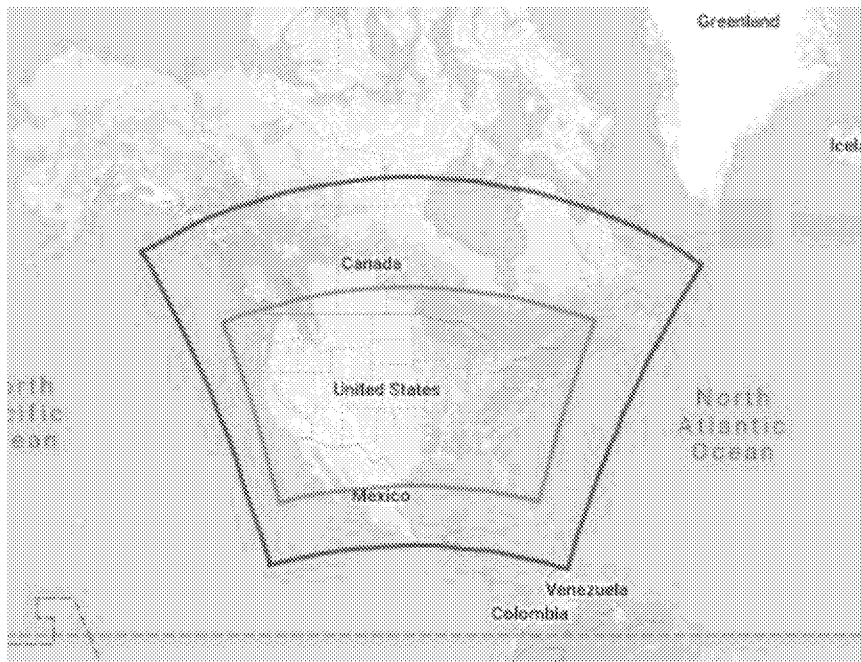 Greenland
Canada
United States
North
Atlantic
Ocean
Mexico
Venezuela
Colombia